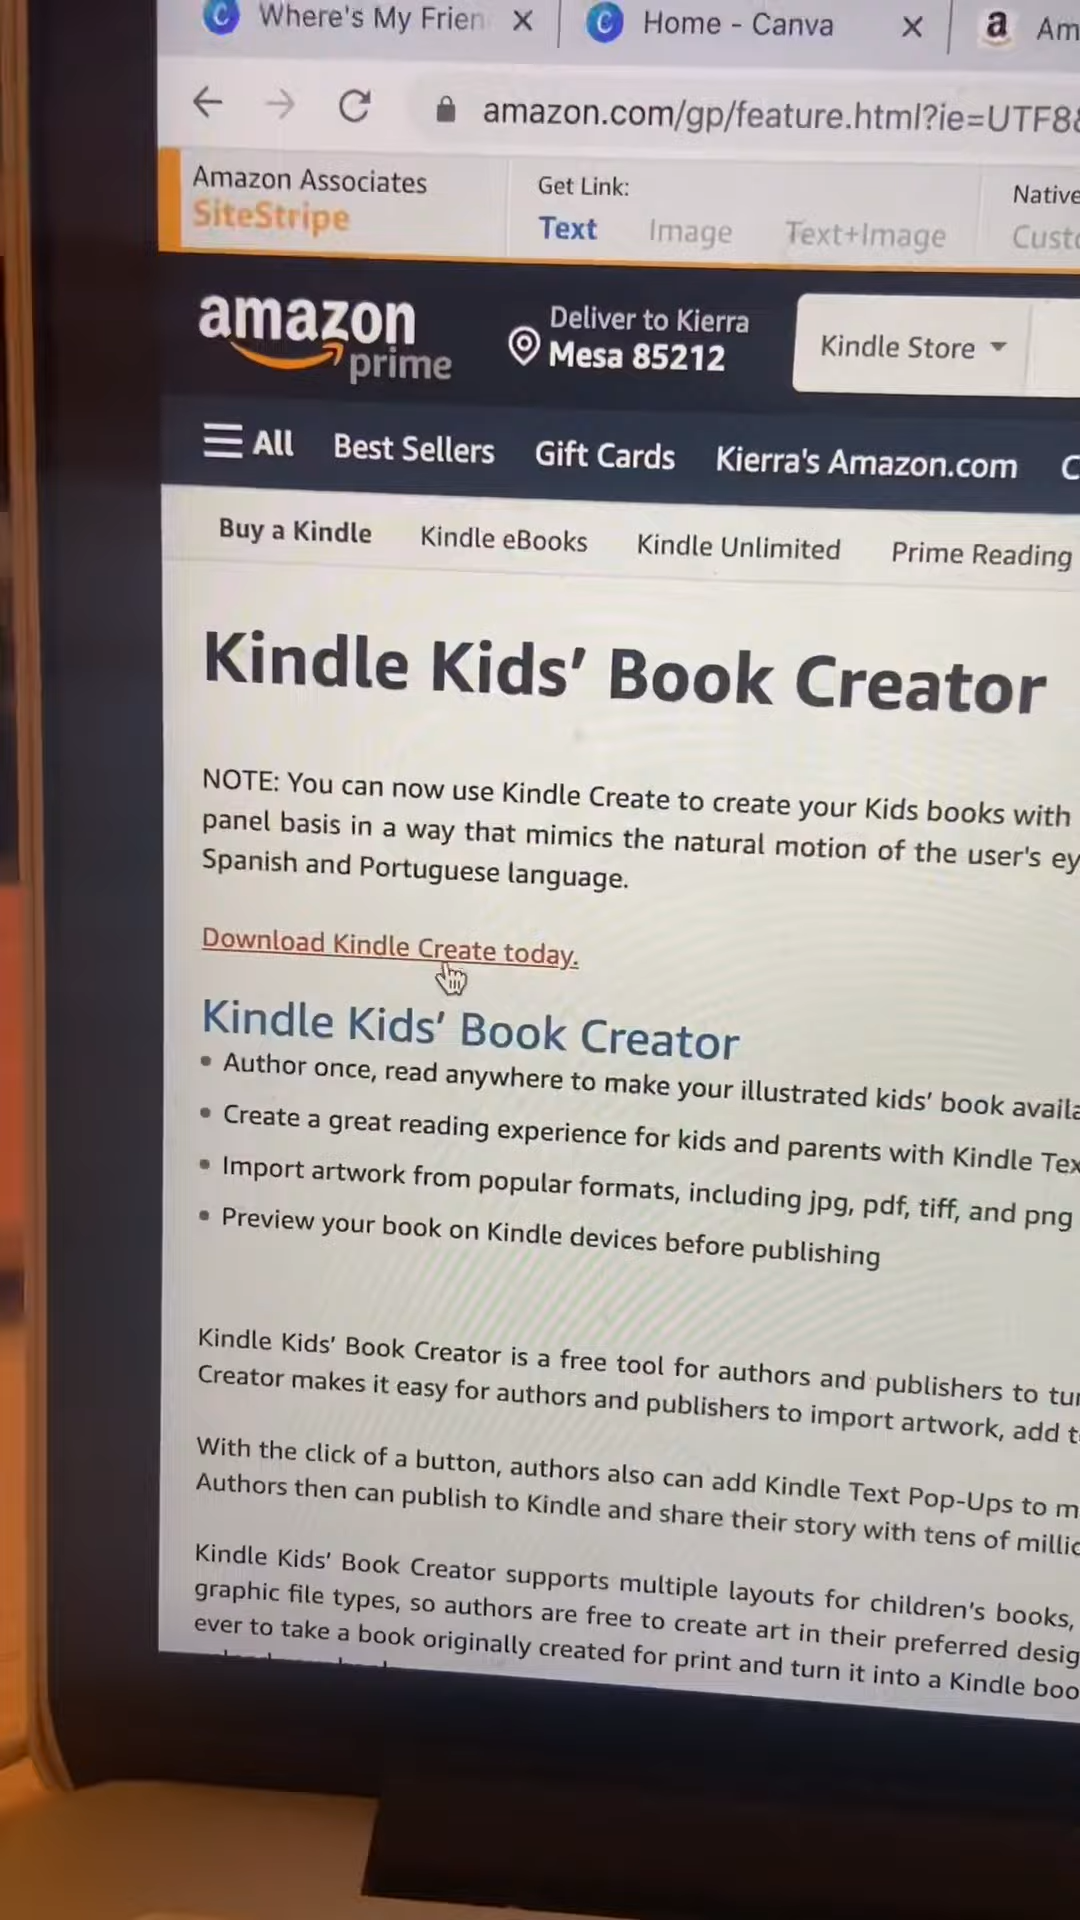 Where's My Frien
Home - Canva
Am
amazon.com/gp/feature.html?ie=UTF8&
Amazon Associates
SiteStripe
Get Link:
Text Image Text+Image
Native
Custo
amazon prime
Deliver to Kierra
Mesa 85212
Kindle Store
All Best Sellers Gift Cards Kierra's Amazon.com
Buy a Kindle Kindle eBooks Kindle Unlimited Prime Reading
Kindle Kids' Book Creator
NOTE: You can now use Kindle Create to create your Kids books with
panel basis in a way that mimics the natural motion of the user's ey
Spanish and Portuguese language.
Download Kindle Create today.
Kindle Kids' Book Creator
• Author once, read anywhere to make your illustrated kids' book availa
• Create a great reading experience for kids and parents with Kindle Tex
• Import artwork from popular formats, including jpg, pdf, tiff, and png
• Preview your book on Kindle devices before publishing
Kindle Kids' Book Creator is a free tool for authors and publishers to tur
Creator makes it easy for authors and publishers to import artwork, add t
With the click of a button, authors also can add Kindle Text Pop-Ups to m
Authors then can publish to Kindle and share their story with tens of millio
Kindle Kids' Book Creator supports multiple layouts for children's books,
graphic file types, so authors are free to create art in their preferred desig
ever to take a book originally created for print and turn it into a Kindle boo